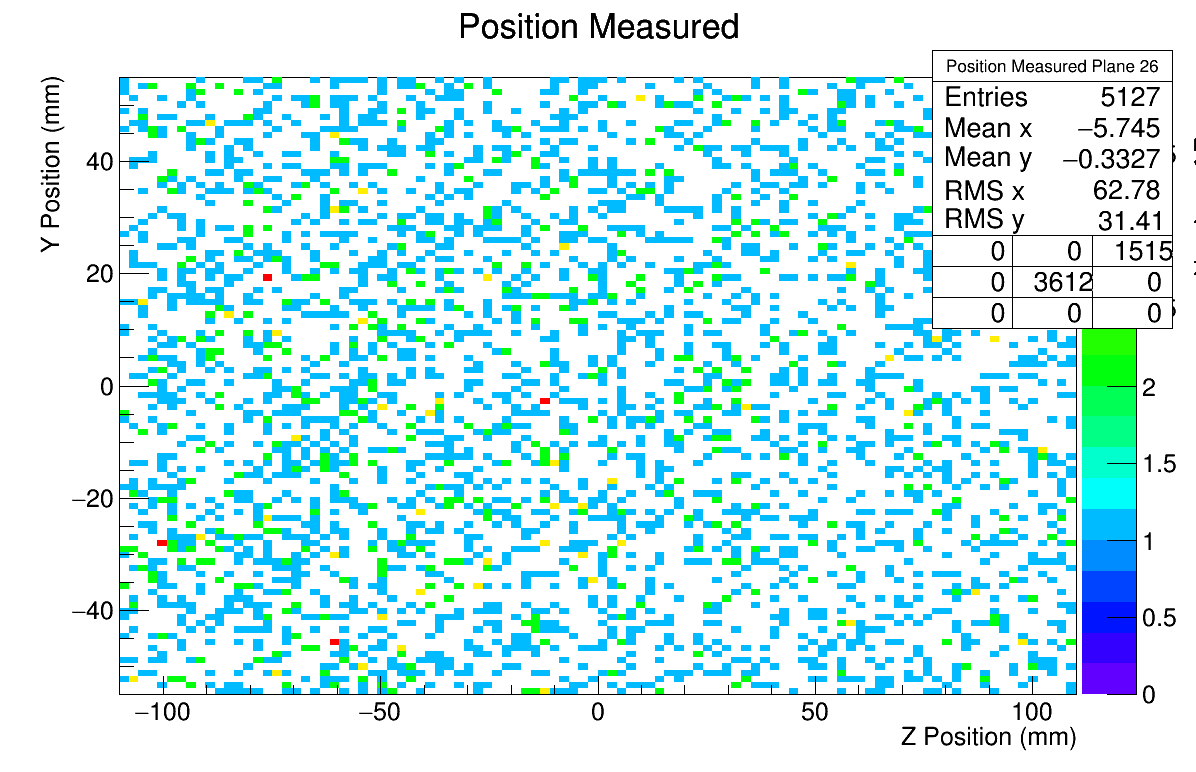 Position Measured
Position Measured Plane 26
Entries 5127
Mean x −5.745
Mean y −0.3327
RMS x 62.78
RMS y 31.41
0 0 1515
0 3612 0
0 0 0
Y Position (mm)
40
20
0
−20
−40
−100 −50 0 50 100
Z Position (mm)
2
1.5
1
0.5
0